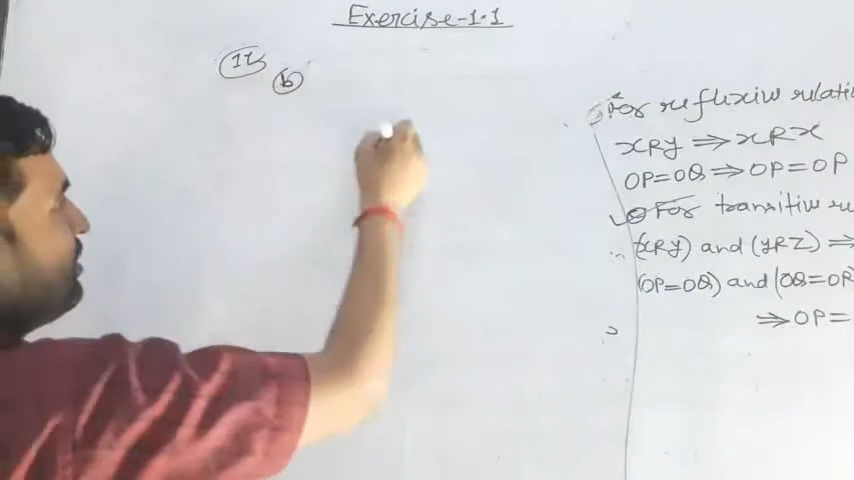 Exercise-1.1
11
b
For reflexive relati
xRy ⇒ xRx
OP=OQ ⇒ OP=OP
For transitive re
(xRy) and (yRZ) ⇒
(OP=OQ) and (OQ=OR
⇒ OP=